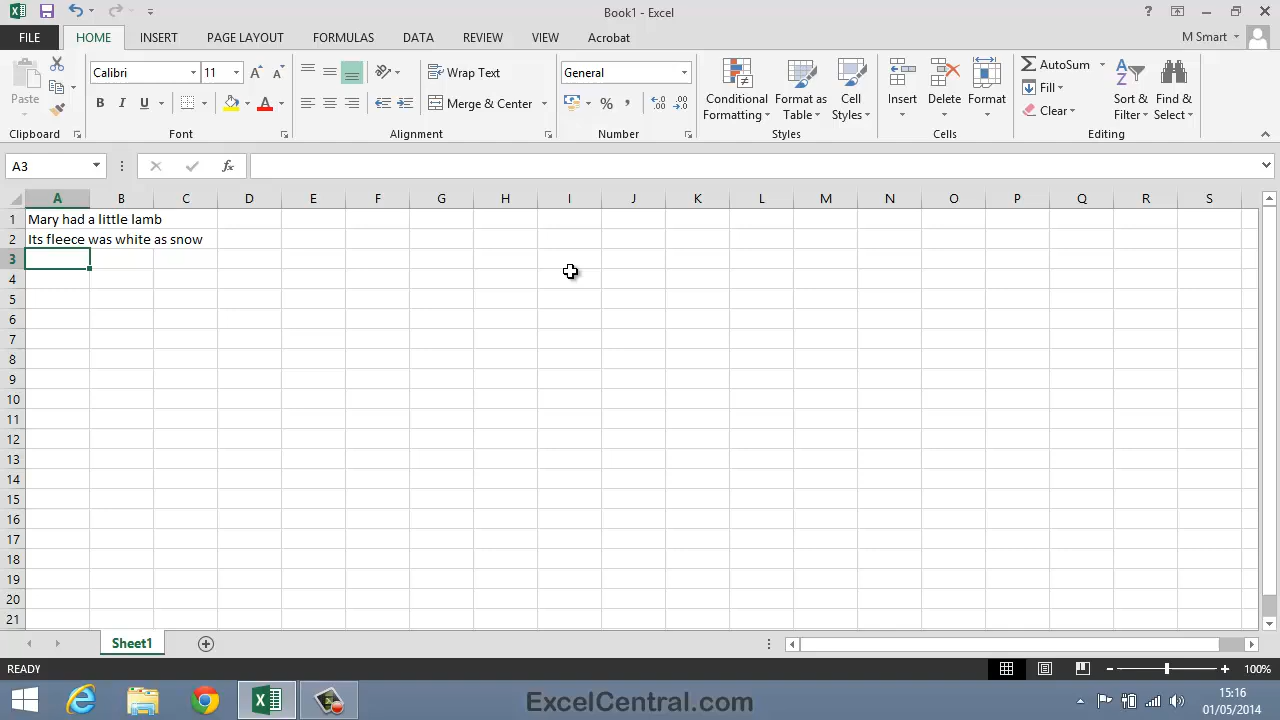 Book1 - Excel
?
FILE HOME INSERT PAGE LAYOUT FORMULAS DATA REVIEW VIEW Acrobat M Smart
Paste
Calibri 11 A A
B I U A
Wrap Text
Merge & Center
General
% , .0 .00
Conditional Formatting
Format as Table
Cell Styles
Insert
Delete
Format
AutoSum
Fill
Clear
Sort & Filter
Find & Select
Clipboard Font Alignment Number Styles Cells Editing
A3 fx
A B C D E F G H I J K L M N O P Q R S
1 Mary had a little lamb
2 Its fleece was white as snow
3
4
5
6
7
8
9
10
11
12
13
14
15
16
17
18
19
20
21
Sheet1
READY 100%
ExcelCentral.com
15:16
01/05/2014